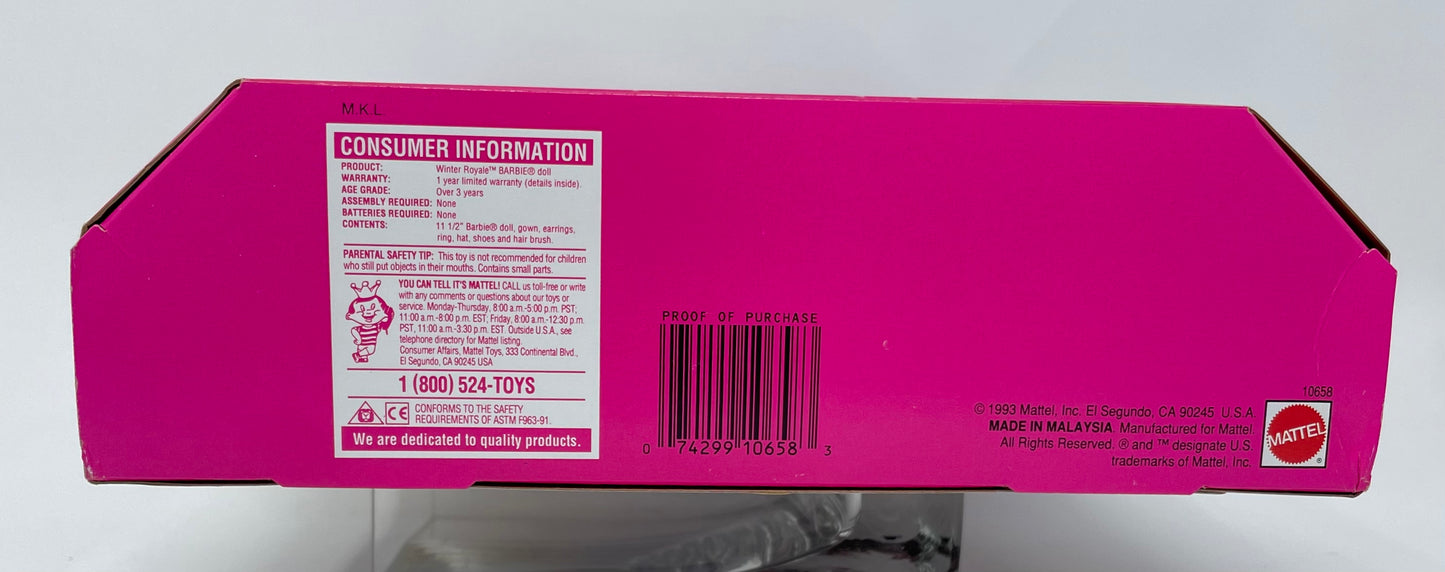 M.K.L.
CONSUMER INFORMATION
PRODUCT: Winter Royale™ BARBIE® doll
WARRANTY: 1 year limited warranty (details inside).
AGE GRADE: Over 3 years
ASSEMBLY REQUIRED: None
BATTERIES REQUIRED: None
CONTENTS: 11 1/2" Barbie® doll, gown, earrings,
ring, hat, shoes and hair brush.
PARENTAL SAFETY TIP: This toy is not recommended for children
who still put objects in their mouths. Contains small parts.
YOU CAN TELL IT'S MATTEL! CALL us toll-free or write
with any comments or questions about our toys or
service. Monday-Thursday, 8:00 a.m.-5:00 p.m. PST;
11:00 a.m.-8:00 p.m. EST; Friday, 8:00 a.m.-12:30 p.m.
PST, 11:00 a.m.-3:30 p.m. EST. Outside U.S.A., see
telephone directory for Mattel listing.
Consumer Affairs, Mattel Toys, 333 Continental Blvd.,
El Segundo, CA 90245 USA
1 (800) 524-TOYS
CE CONFORMS TO THE SAFETY
REQUIREMENTS OF ASTM F963-91.
We are dedicated to quality products.
PROOF OF PURCHASE
0 74299 10658 3
10658
© 1993 Mattel, Inc. El Segundo, CA 90245 U.S.A.
MADE IN MALAYSIA. Manufactured for Mattel.
All Rights Reserved. ® and ™ designate U.S.
trademarks of Mattel, Inc.
MATTEL
®